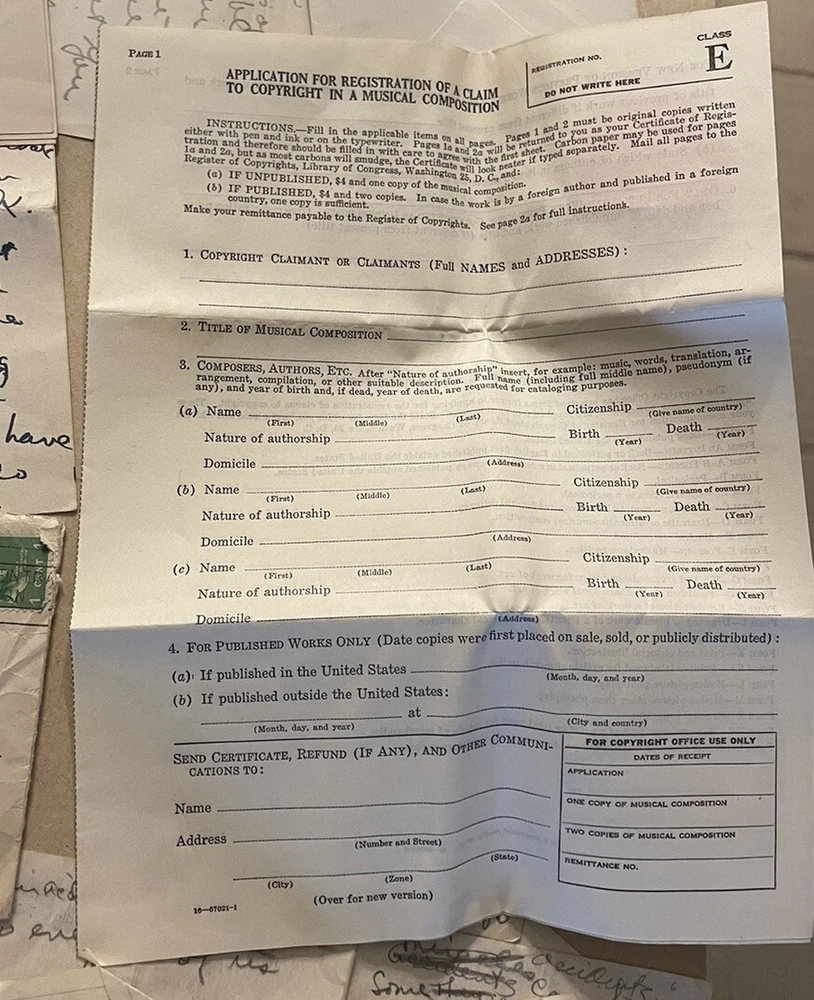 PAGE 1
CLASS
E
REGISTRATION NO.
DO NOT WRITE HERE
APPLICATION FOR REGISTRATION OF A CLAIM
TO COPYRIGHT IN A MUSICAL COMPOSITION
INSTRUCTIONS.—Fill in the applicable items on all pages. Pages 1 and 2 must be original copies written
either with pen and ink or on the typewriter. Pages 1a and 2a will be returned to you as your Certificate of Regis-
tration and therefore should be filled in with care to agree with the first sheet. Carbon paper may be used for pages
1a and 2a, but as most carbons will smudge, the Certificate will look neater if typed separately. Mail all pages to the
Register of Copyrights, Library of Congress, Washington 25, D. C., and:
(a) IF UNPUBLISHED, $4 and one copy of the musical composition.
(b) IF PUBLISHED, $4 and two copies. In case the work is by a foreign author and published in a foreign
country, one copy is sufficient.
Make your remittance payable to the Register of Copyrights. See page 2a for full instructions.
1. COPYRIGHT CLAIMANT OR CLAIMANTS (Full NAMES and ADDRESSES):
2. TITLE OF MUSICAL COMPOSITION
3. COMPOSERS, AUTHORS, ETC. After "Nature of authorship" insert, for example: music, words, translation, ar-
rangement, compilation, or other suitable description. Full name (including full middle name), pseudonym (if
any), and year of birth and, if dead, year of death, are requested for cataloging purposes.
(a) Name Citizenship
(First) (Middle) (Last) (Give name of country)
Nature of authorship Birth Death
(Year) (Year)
Domicile
(Address)
(b) Name Citizenship
(First) (Middle) (Last) (Give name of country)
Nature of authorship Birth Death
(Year) (Year)
Domicile
(Address)
(c) Name Citizenship
(First) (Middle) (Last) (Give name of country)
Nature of authorship Birth Death
(Year) (Year)
Domicile
(Address)
4. FOR PUBLISHED WORKS ONLY (Date copies were first placed on sale, sold, or publicly distributed):
(a) If published in the United States
(Month, day, and year)
(b) If published outside the United States:
at
(Month, day, and year) (City and country)
SEND CERTIFICATE, REFUND (IF ANY), AND OTHER COMMUNI-
CATIONS TO:
Name
Address
(Number and Street)
(State)
(City) (Zone)
(Over for new version)
16—67021-1
FOR COPYRIGHT OFFICE USE ONLY
DATES OF RECEIPT
APPLICATION
ONE COPY OF MUSICAL COMPOSITION
TWO COPIES OF MUSICAL COMPOSITION
REMITTANCE NO.
have